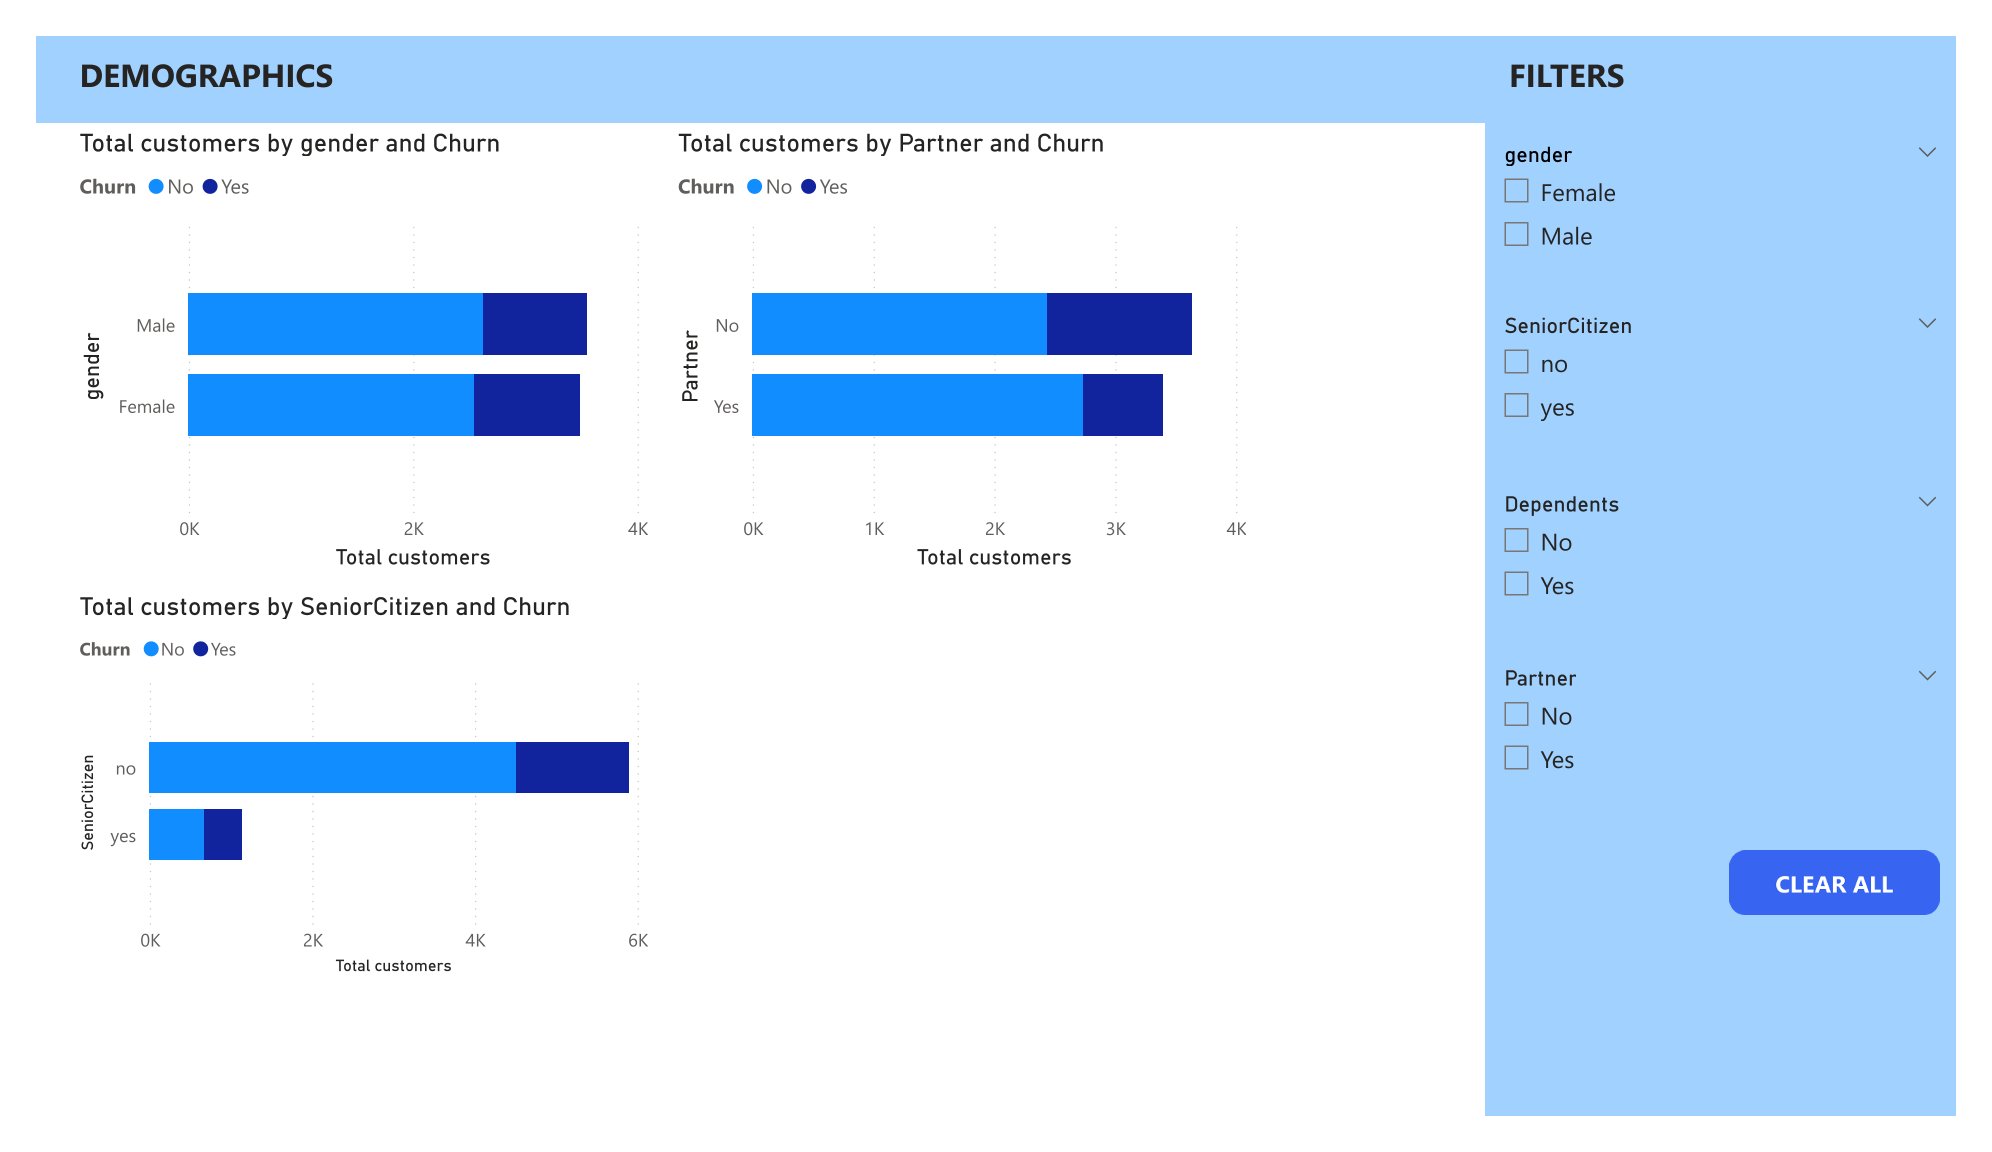 DEMOGRAPHICS
Total customers by gender and Churn
Churn No Yes
gender
Male
Female
0K 2K 4K
Total customers
Total customers by Partner and Churn
Churn No Yes
Partner
No
Yes
0K 1K 2K 3K 4K
Total customers
Total customers by SeniorCitizen and Churn
Churn No Yes
SeniorCitizen
no
yes
0K 2K 4K 6K
Total customers
FILTERS
gender
Female
Male
SeniorCitizen
no
yes
Dependents
No
Yes
Partner
No
Yes
CLEAR ALL